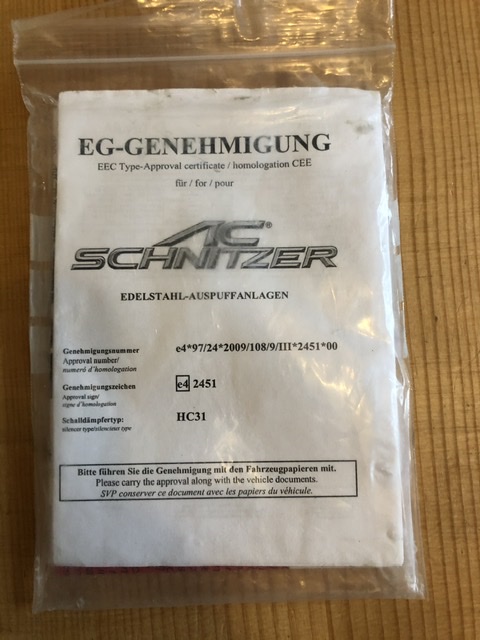 EG-GENEHMIGUNG
EEC Type-Approval certificate / homologation CEE
für / for / pour
AC®
SCHNITZER
EDELSTAHL-AUSPUFFANLAGEN
Genehmigungsnummer e4*97/24*2009/108/9/III*2451*00
Approval number/
numeró d'homologation
Genehmigungszeichen e4 2451
Approval sign/
signe d'homologation
Schalldämpfertyp: HC31
silencer type/silencieux type
Bitte führen Sie die Genehmigung mit den Fahrzeugpapieren mit.
Please carry the approval along with the vehicle documents.
SVP conserver ce document avec les papiers du véhicule.